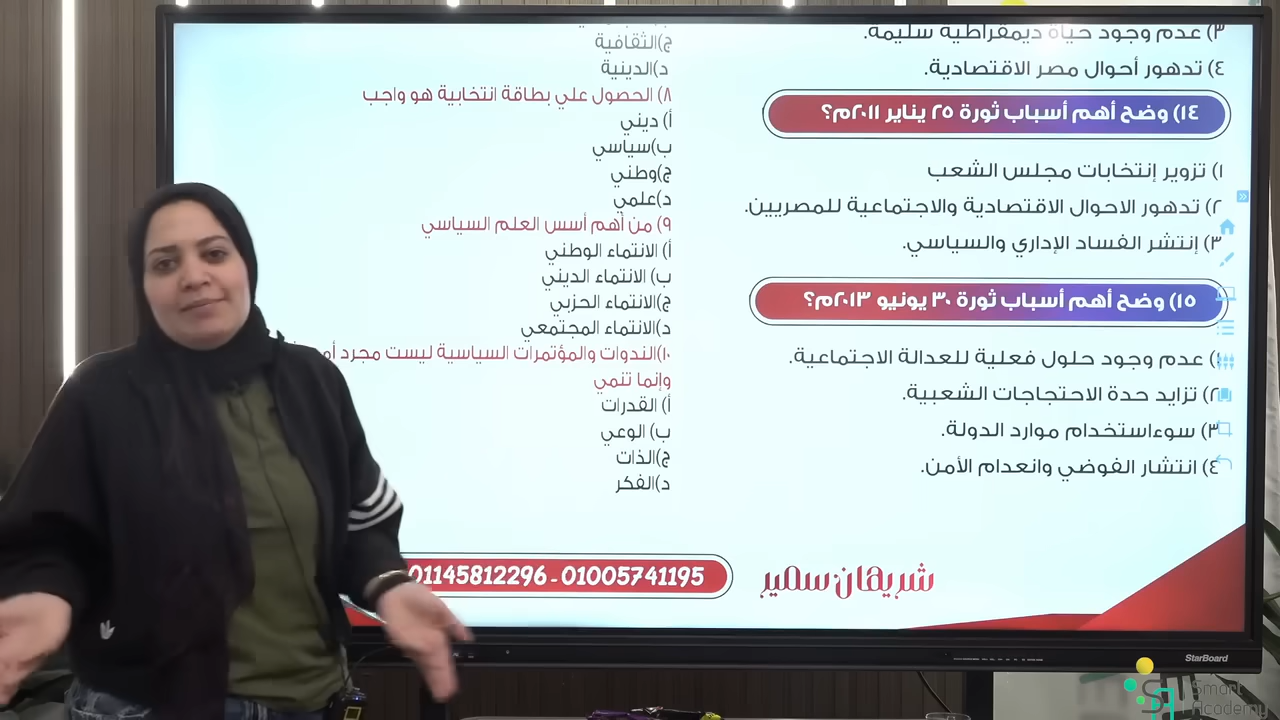 ٣) عدم وجود حياة ديمقراطية سليمة.
٤) تدهور أحوال مصر الاقتصادية.
١٤) وضح أهم أسباب ثورة ٢٥ يناير ٢٠١١م؟
١) تزوير إنتخابات مجلس الشعب
٢) تدهور الاحوال الاقتصادية والاجتماعية للمصريين.
٣) إنتشر الفساد الإداري والسياسي.
١٥) وضح أهم أسباب ثورة ٣٠ يونيو ٢٠١٣م؟
١) عدم وجود حلول فعلية للعدالة الاجتماعية.
٢) تزايد حدة الاحتجاجات الشعبية.
٣) سوءاستخدام موارد الدولة.
٤) انتشار الفوضي وانعدام الأمن.
ج)الثقافية
د)الدينية
٨) الحصول علي بطاقة انتخابية هو واجب
أ) ديني
ب)سياسي
ج)وطني
د)علمي
٩) من أهم أسس العلم السياسي
أ) الانتماء الوطني
ب) الانتماء الديني
ج)الانتماء الحزبي
د)الانتماء المجتمعي
١٠)الندوات والمؤتمرات السياسية ليست مجرد
وإنما تنمي
أ) القدرات
ب) الوعي
ج)الذات
د)الفكر
شريهان سمير
01145812296 - 01005741195
StarBoard
Smart
Academy